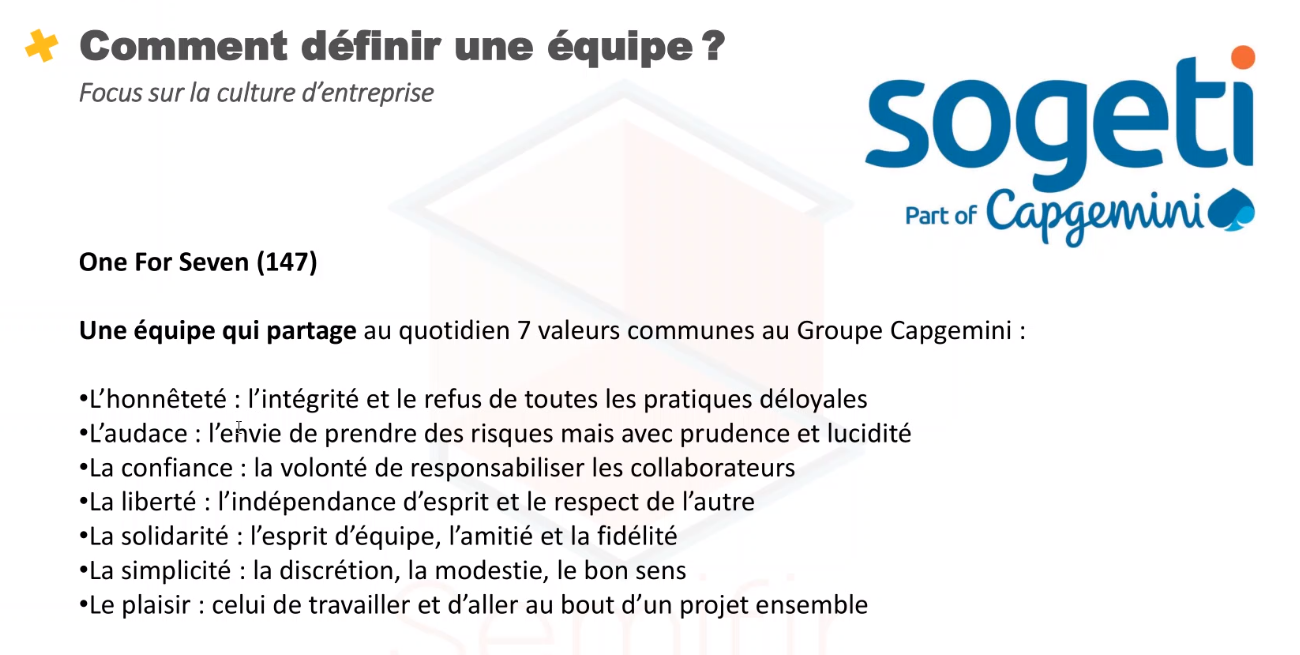 Comment définir une équipe ?
Focus sur la culture d’entreprise
sogeti
Part of Capgemini
One For Seven (147)
Une équipe qui partage au quotidien 7 valeurs communes au Groupe Capgemini :
•L’honnêteté : l’intégrité et le refus de toutes les pratiques déloyales
•L’audace : l’envie de prendre des risques mais avec prudence et lucidité
•La confiance : la volonté de responsabiliser les collaborateurs
•La liberté : l’indépendance d’esprit et le respect de l’autre
•La solidarité : l’esprit d’équipe, l’amitié et la fidélité
•La simplicité : la discrétion, la modestie, le bon sens
•Le plaisir : celui de travailler et d’aller au bout d’un projet ensemble
semifir